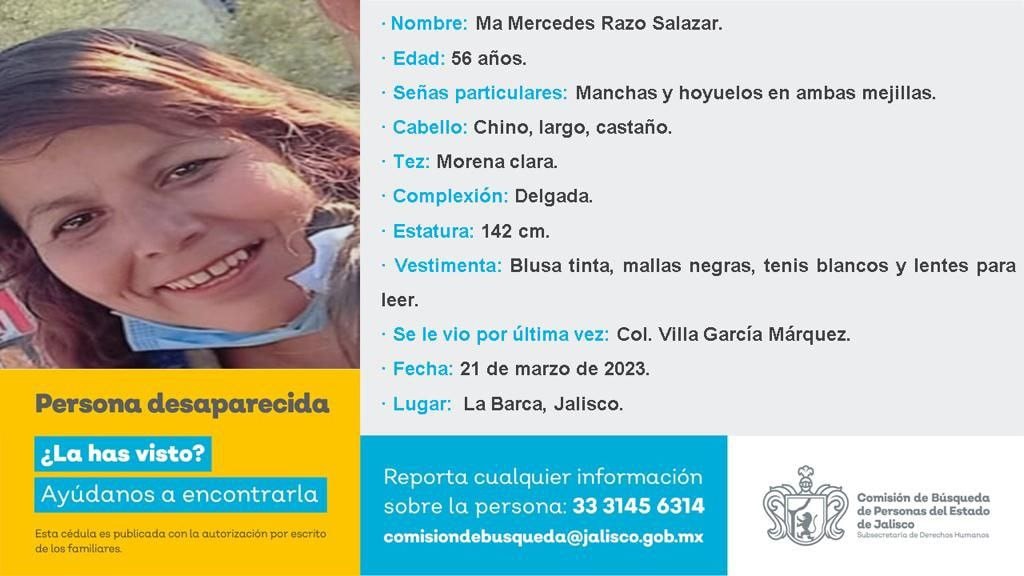 · Nombre: Ma Mercedes Razo Salazar.
· Edad: 56 años.
· Señas particulares: Manchas y hoyuelos en ambas mejillas.
· Cabello: Chino, largo, castaño.
· Tez: Morena clara.
· Complexión: Delgada.
· Estatura: 142 cm.
· Vestimenta: Blusa tinta, mallas negras, tenis blancos y lentes para
leer.
· Se le vio por última vez: Col. Villa García Márquez.
· Fecha: 21 de marzo de 2023.
· Lugar: La Barca, Jalisco.
Persona desaparecida
¿La has visto?
Ayúdanos a encontrarla
Esta cédula es publicada con la autorización por escrito
de los familiares.
Reporta cualquier información
sobre la persona: 33 3145 6314
comisiondebusqueda@jalisco.gob.mx
Comisión de Búsqueda
de Personas del Estado
de Jalisco
Subsecretaría de Derechos Humanos